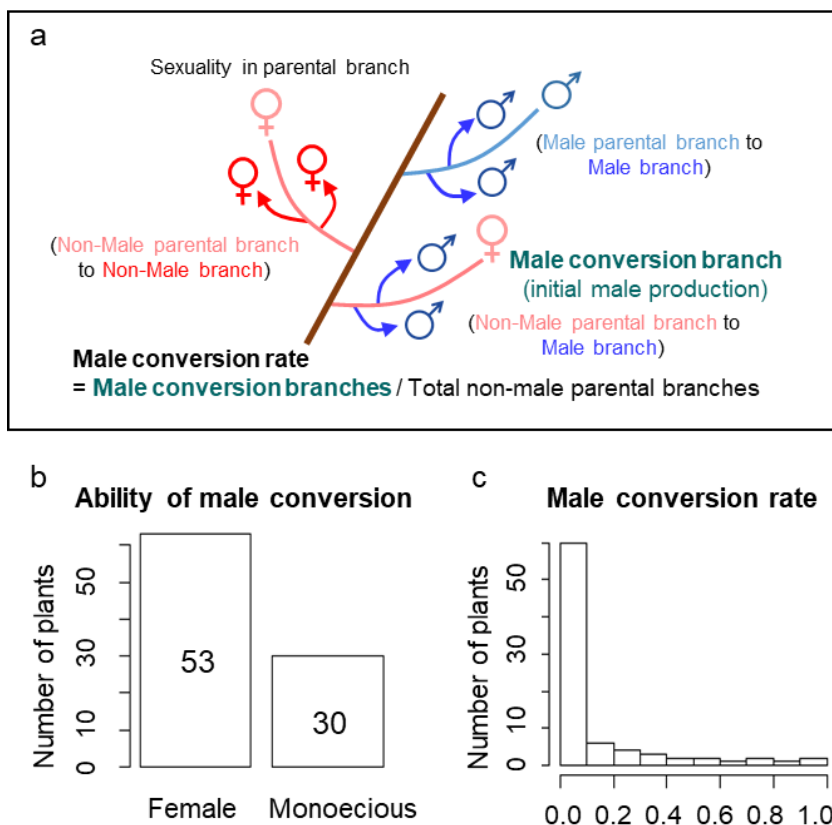 a
Sexuality in parental branch
(Male parental branch to
Male branch)
(Non-Male parental branch
to Non-Male branch)
Male conversion branch
(initial male production)
(Non-Male parental branch to
Male branch)
Male conversion rate
= Male conversion branches / Total non-male parental branches
b
Ability of male conversion
Number of plants
0
10
30
50
53
30
Female
Monoecious
c
Male conversion rate
Number of plants
0
10
30
50
0.0 0.2 0.4 0.6 0.8 1.0